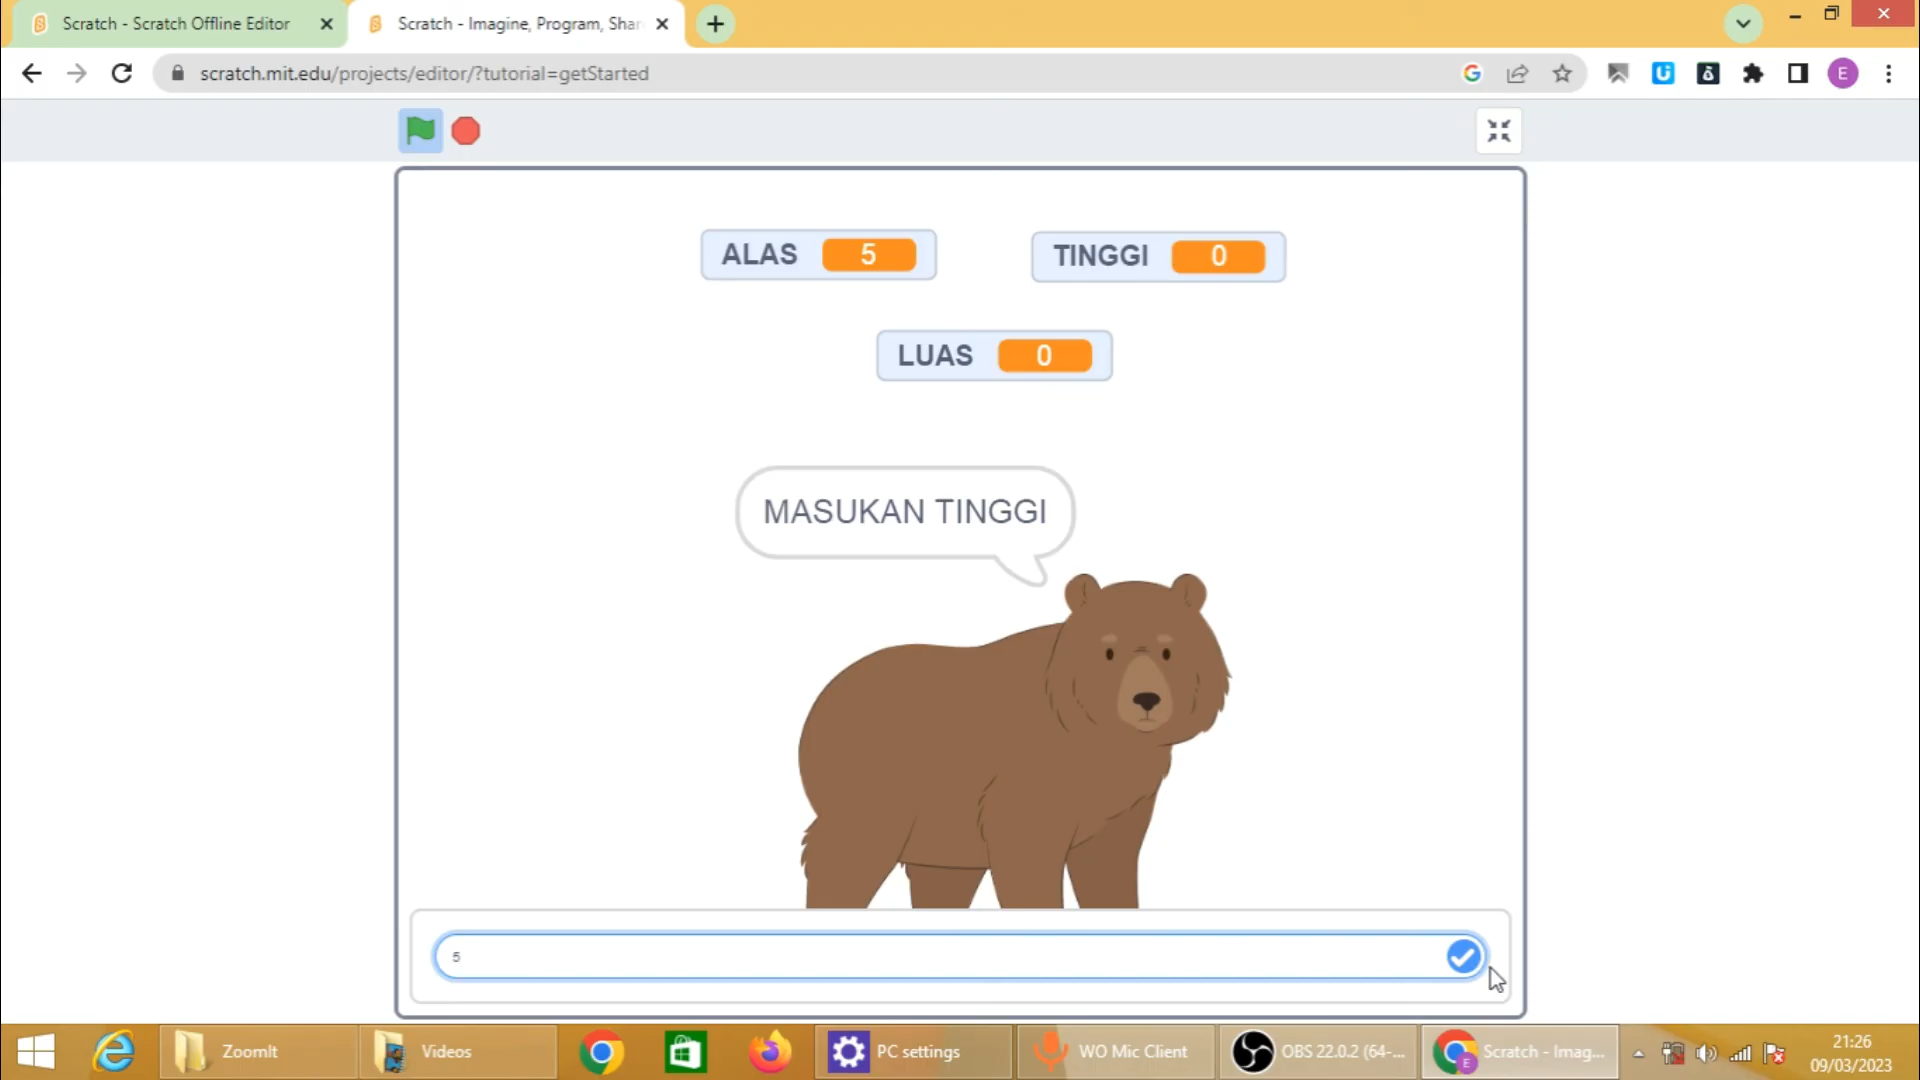 Scratch - Scratch Offline Editor
Scratch - Imagine, Program, Shar
scratch.mit.edu/projects/editor/?tutorial=getStarted
E
ALAS 5
TINGGI 0
LUAS 0
MASUKAN TINGGI
5
ZoomIt
Videos
PC settings
WO Mic Client
OBS 22.0.2 (64-...
E
Scratch - Imag...
21:26
09/03/2023